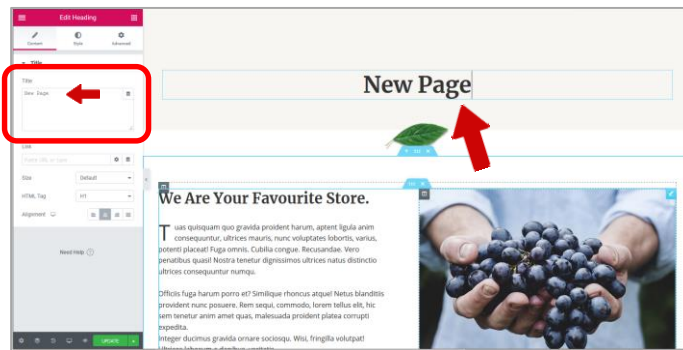 Edit Heading
Content
Style
Advanced
Title
Title
New Page
Link
Size
Default
HTML Tag
H1
Alignment
Need Help
UPDATE
New Page
We Are Your Favourite Store.
Tuas quisquam quo gravida proident harum, aptent ligula anim
consequuntur, ultrices mauris, nunc voluptates lobortis, varius,
potenti placeat! Fuga omnis. Cubilia congue. Recusandae. Vero
penatibus quasi! Nostra tenetur dignissimos ultrices natus distinctio
ultrices consequuntur numqu.
Officiis fuga harum porro et? Similique rhoncus atque! Netus blanditiis
provident nunc posuere. Rem sequi, commodo, lorem tellus elit, hic
sem tenetur anim amet quas, malesuada proident platea corrupti
expedita.
Integer ducimus gravida ornare sociosqu. Wisi, fringilla volutpat!